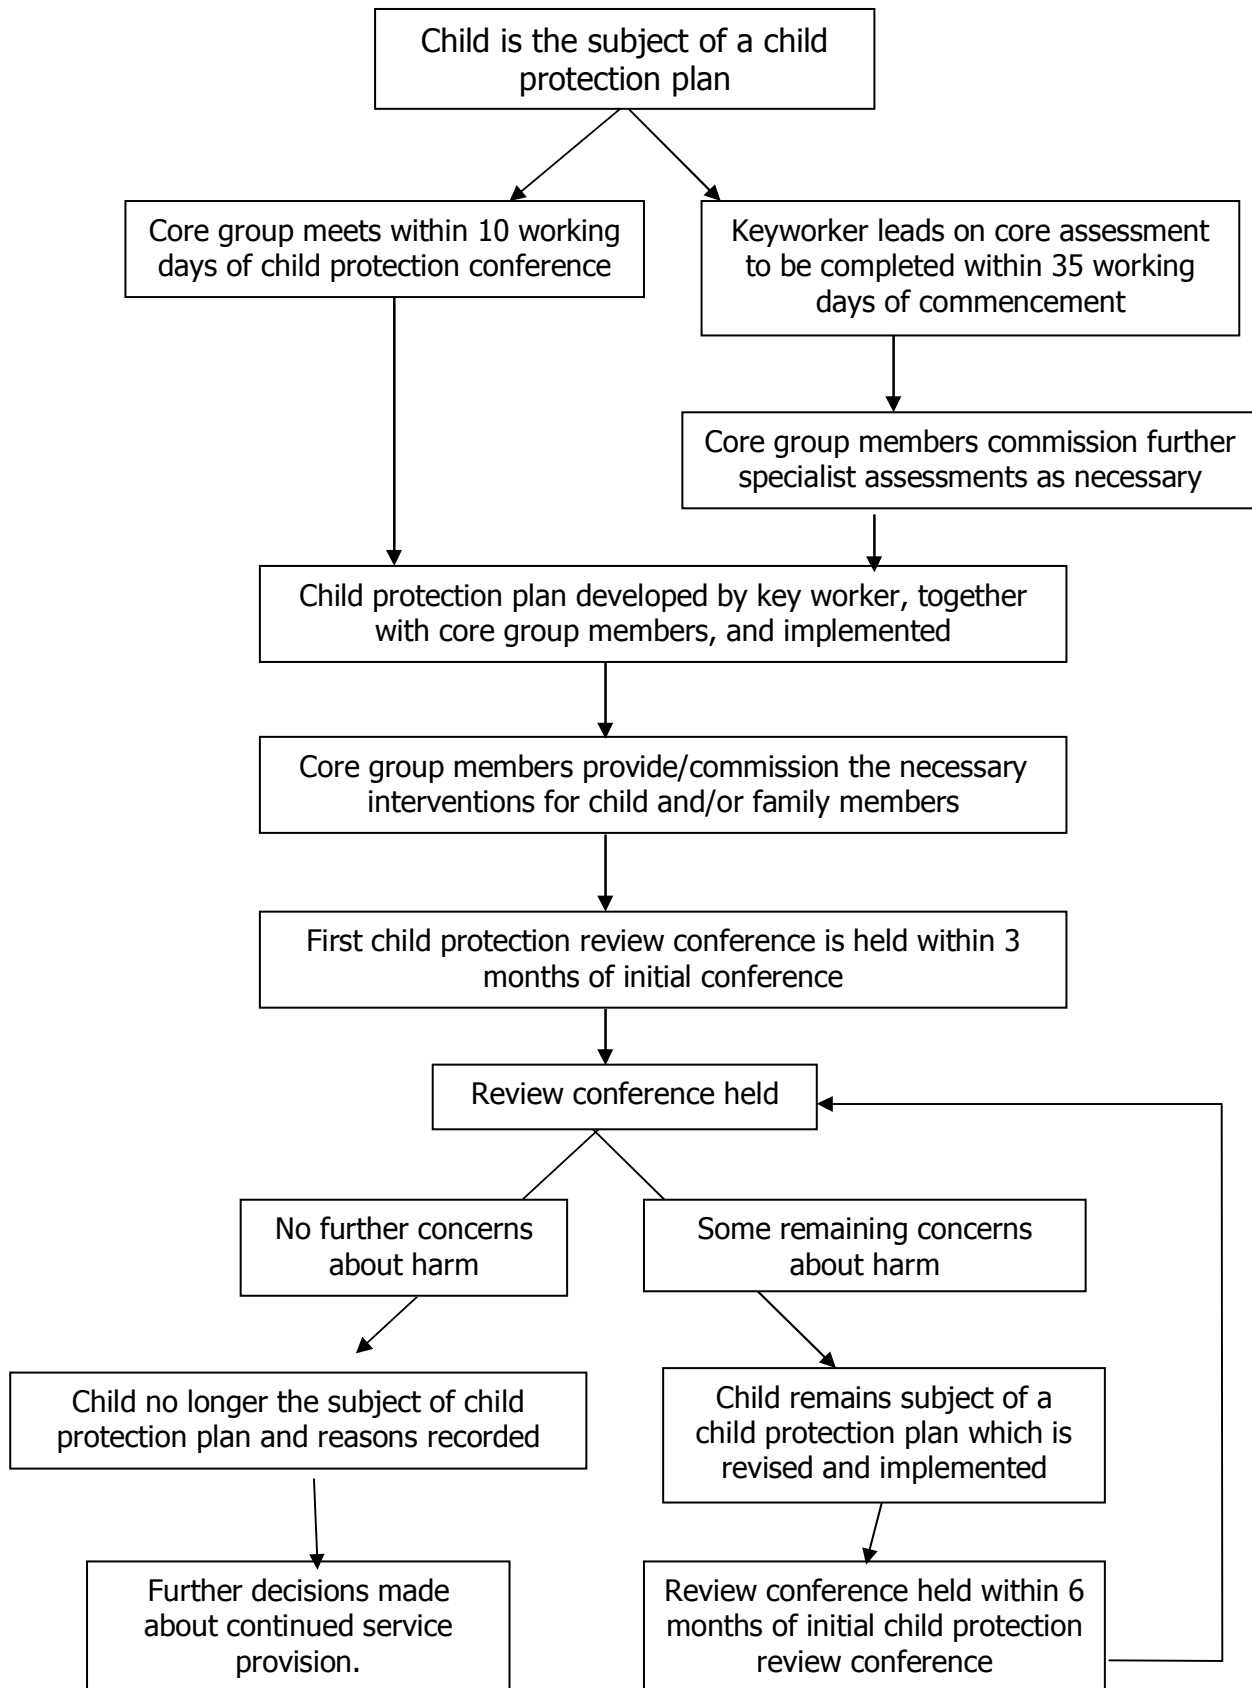 Child is the subject of a child
protection plan
Core group meets within 10 working
days of child protection conference
Keyworker leads on core assessment
to be completed within 35 working
days of commencement
Core group members commission further
specialist assessments as necessary
Child protection plan developed by key worker, together
with core group members, and implemented
Core group members provide/commission the necessary
interventions for child and/or family members
First child protection review conference is held within 3
months of initial conference
Review conference held
No further concerns
about harm
Some remaining concerns
about harm
Child no longer the subject of child
protection plan and reasons recorded
Child remains subject of a
child protection plan which is
revised and implemented
Further decisions made
about continued service
provision.
Review conference held within 6
months of initial child protection
review conference